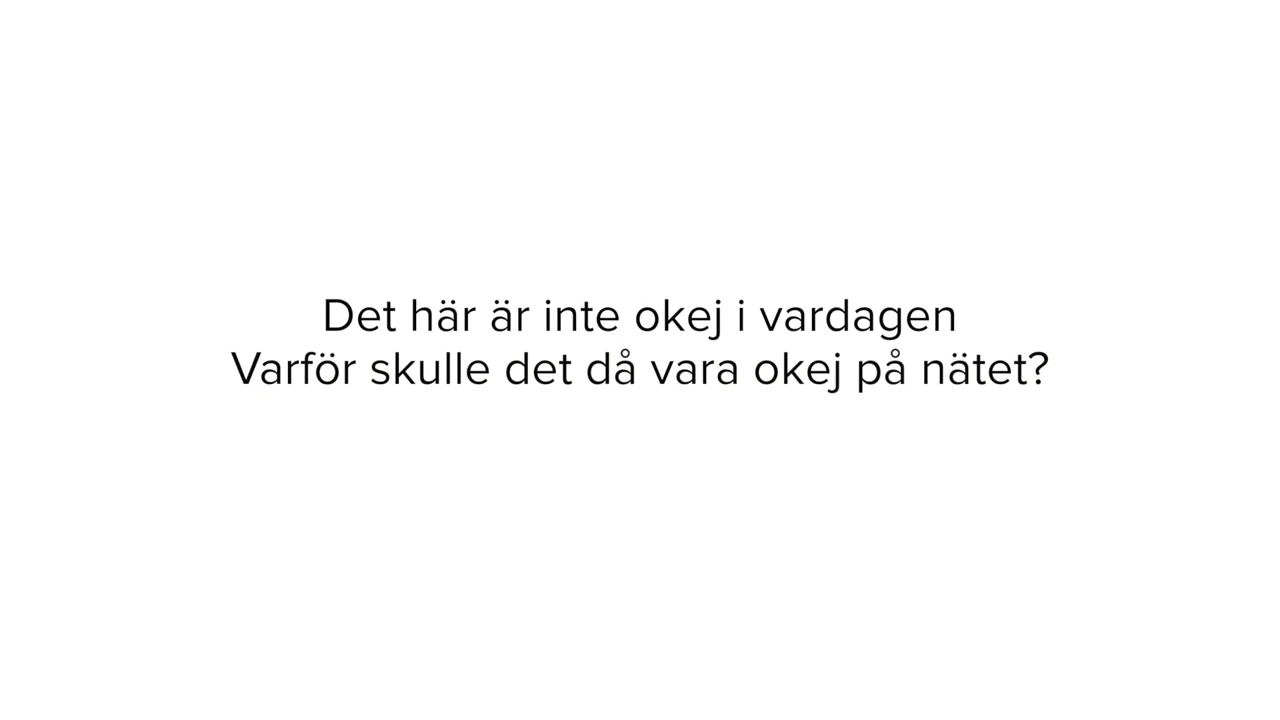 Det här är inte okej i vardagen
Varför skulle det då vara okej på nätet?